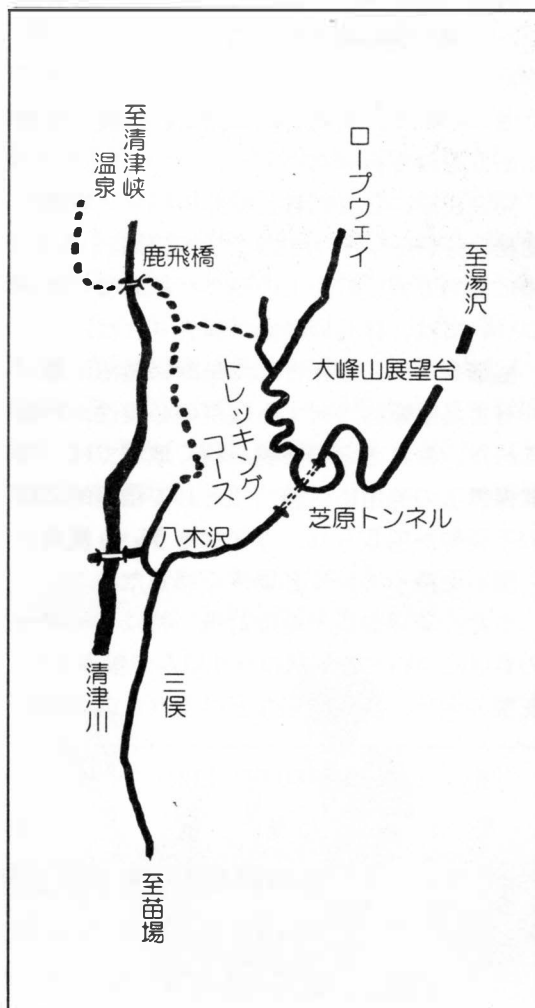 至清津峡
温泉
鹿飛橋
ロープウェイ
至湯沢
大峰山展望台
トレッキング
コース
芝原トンネル
八木沢
清津川
三俣
至苗場